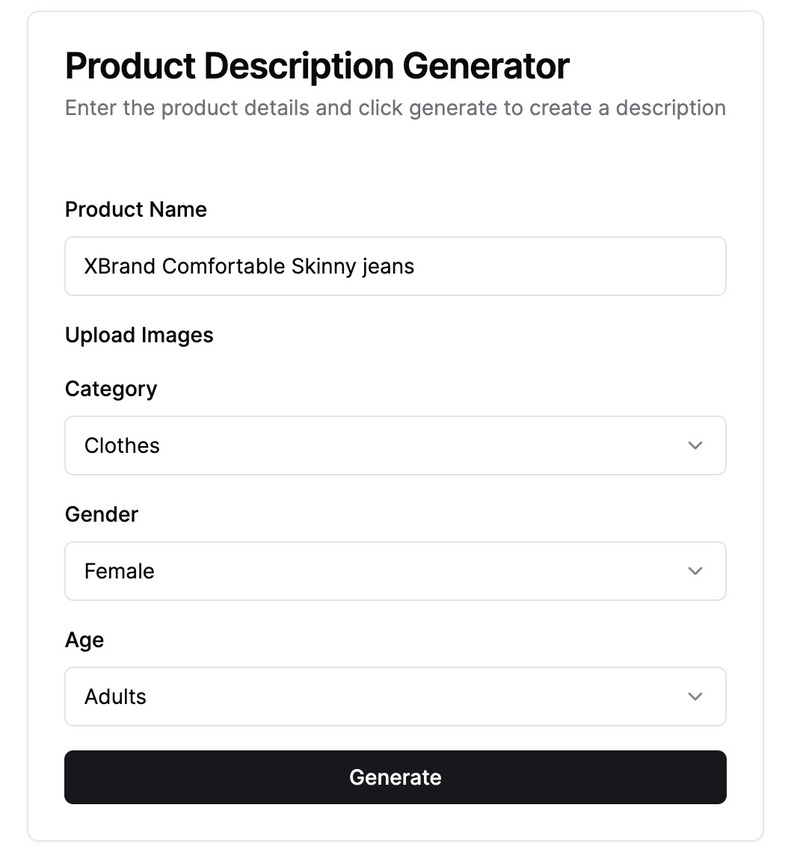 Product Description Generator
Enter the product details and click generate to create a description
Product Name
XBrand Comfortable Skinny jeans
Upload Images
Category
Clothes
Gender
Female
Age
Adults
Generate